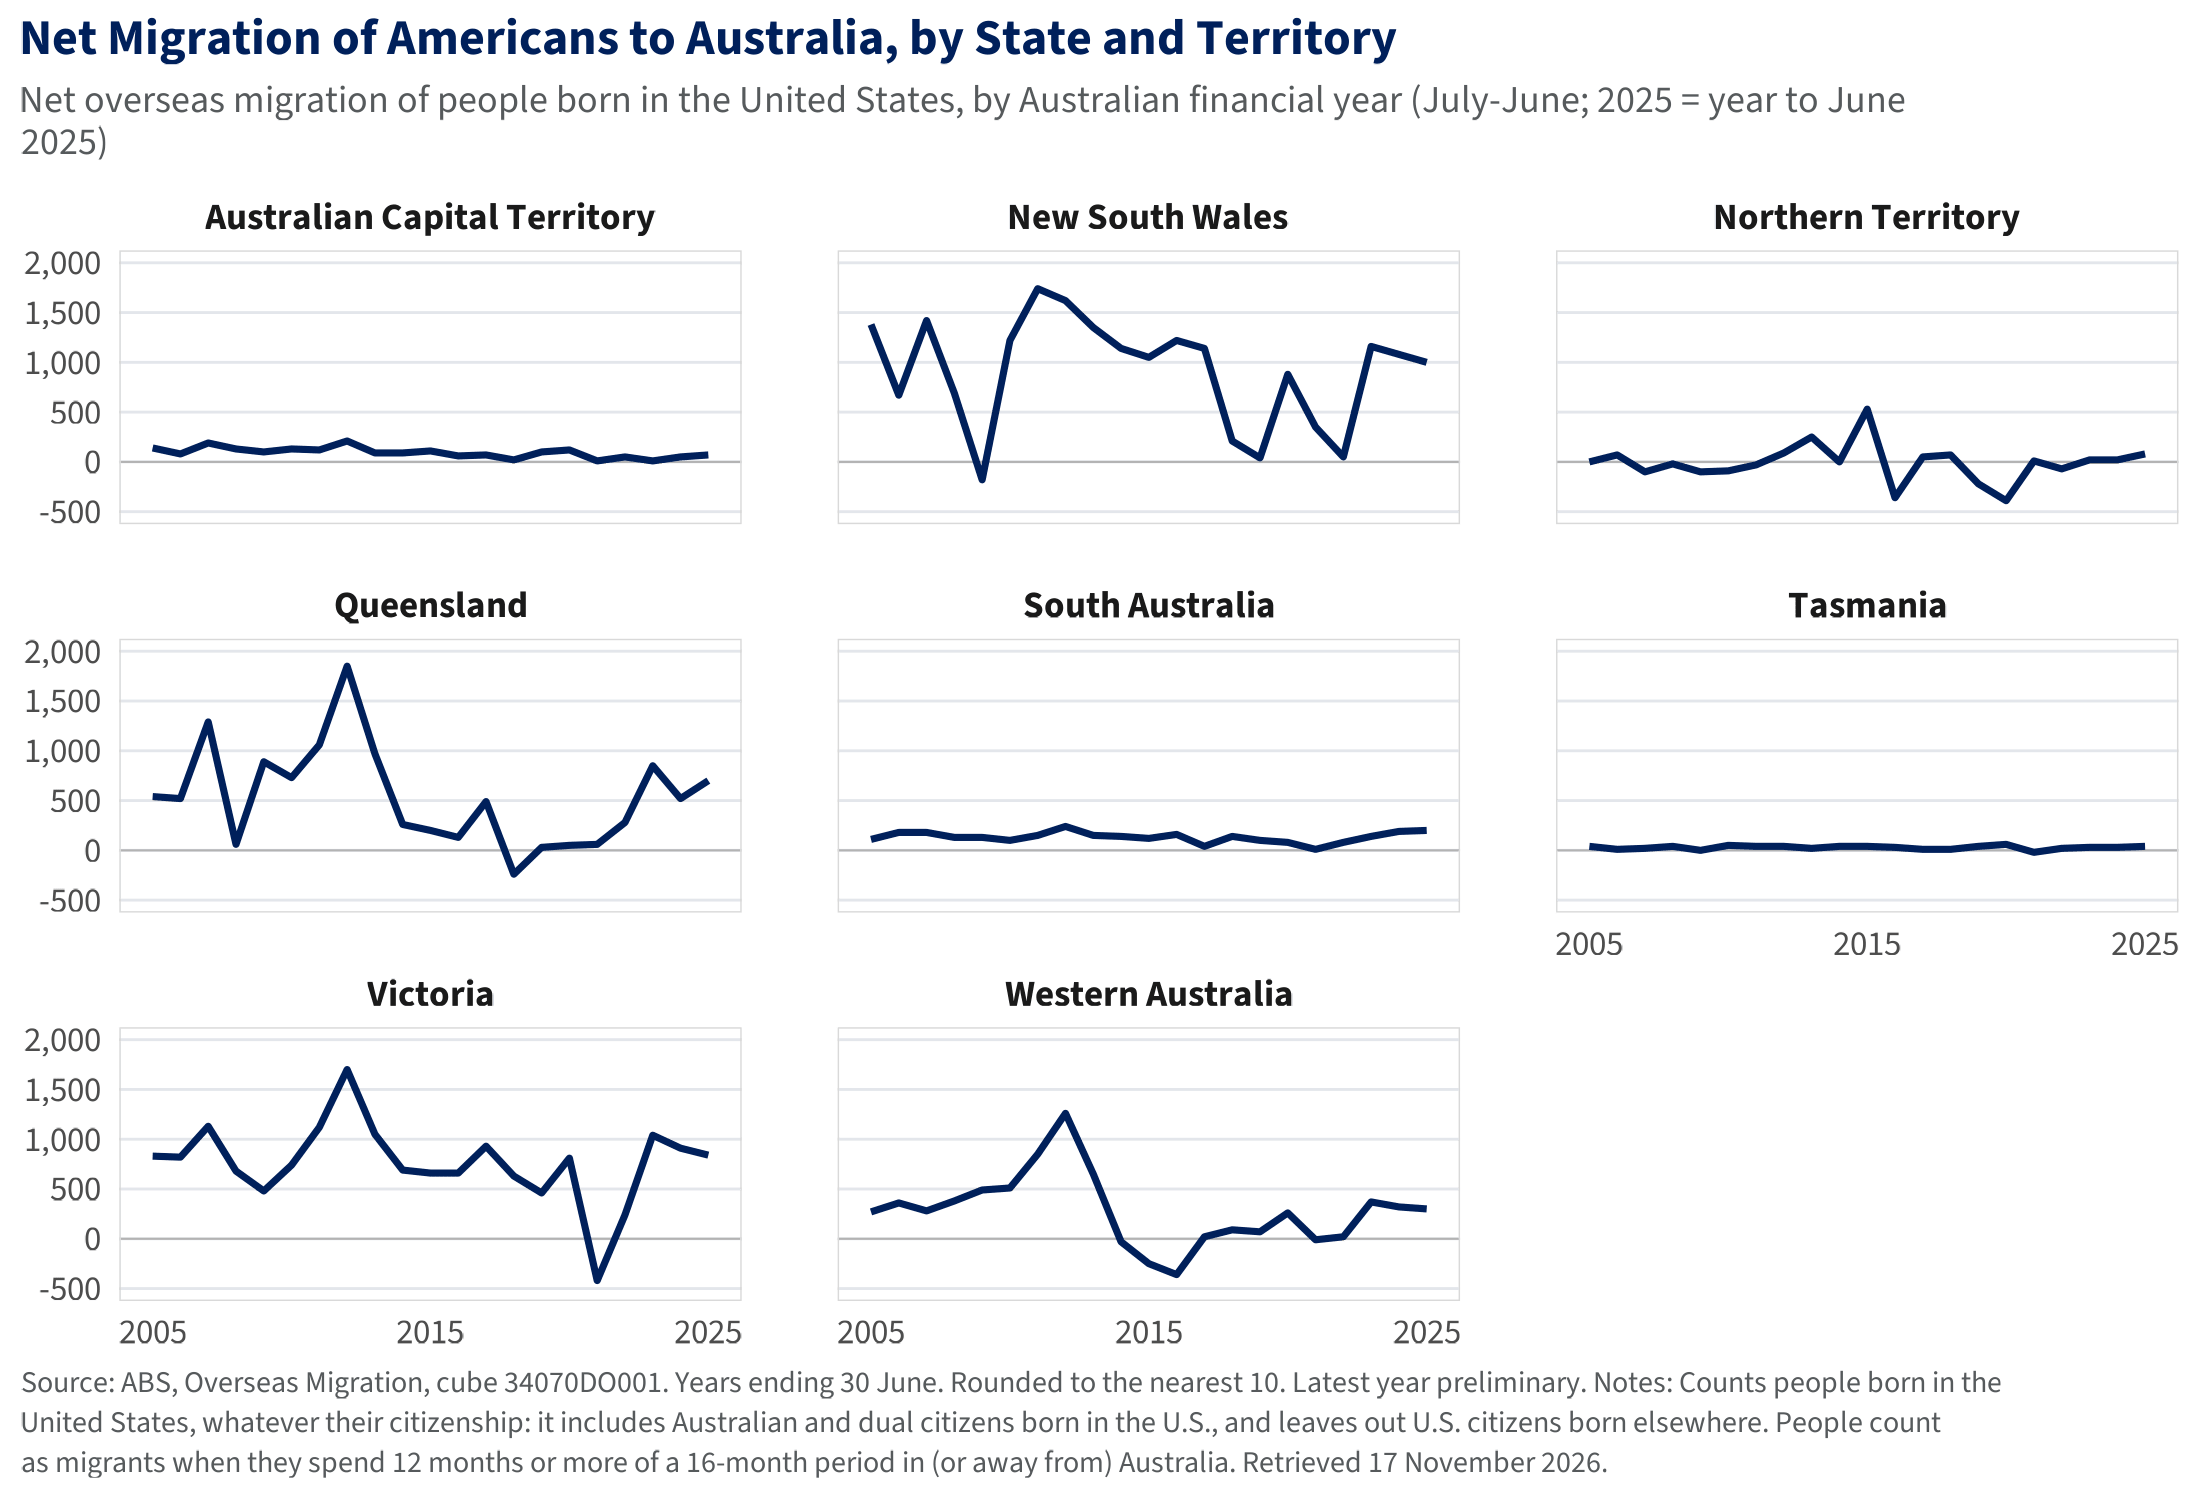 Net Migration of Americans to Australia, by State and Territory
Net overseas migration of people born in the United States, by Australian financial year (July-June; 2025 = year to June
2025)
Australian Capital Territory
New South Wales
Northern Territory
2,000
1,500
1,000
500
0
-500
Queensland
South Australia
Tasmania
2,000
1,500
1,000
500
0
-500
2005 2015 2025
Victoria
Western Australia
2,000
1,500
1,000
500
0
-500
2005 2015 2025
2005 2015 2025
Source: ABS, Overseas Migration, cube 34070DO001. Years ending 30 June. Rounded to the nearest 10. Latest year preliminary. Notes: Counts people born in the
United States, whatever their citizenship: it includes Australian and dual citizens born in the U.S., and leaves out U.S. citizens born elsewhere. People count
as migrants when they spend 12 months or more of a 16-month period in (or away from) Australia. Retrieved 17 November 2026.